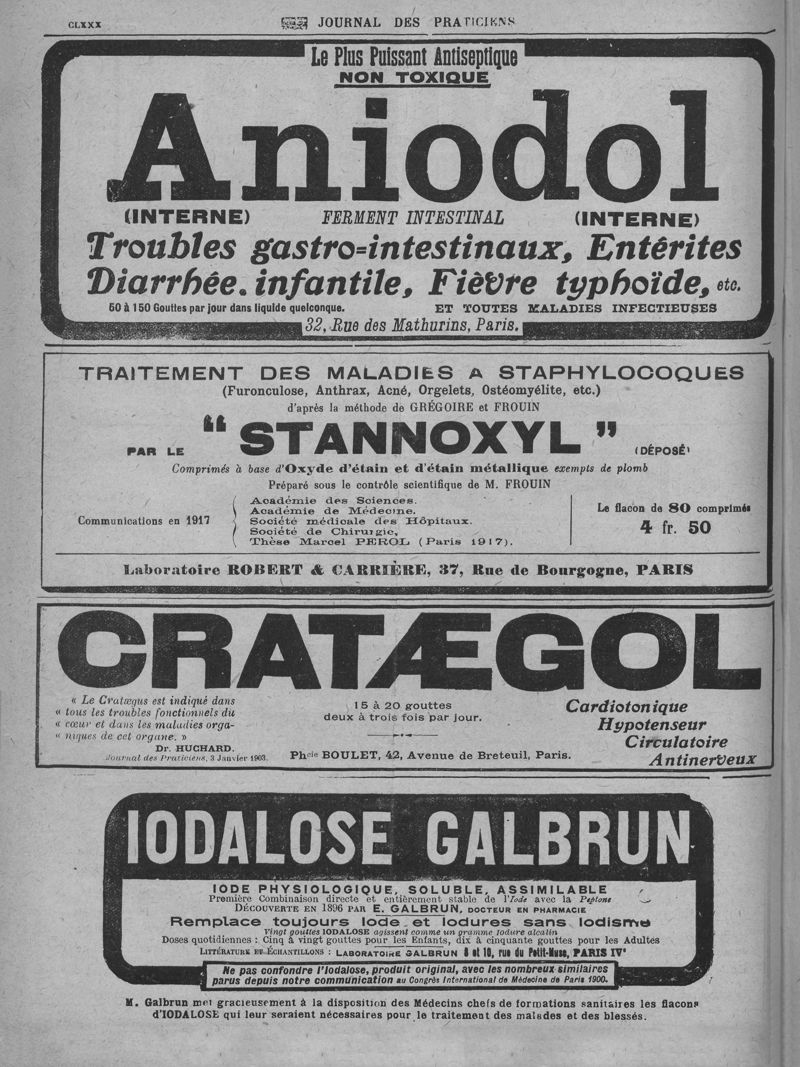 CLXXX
JOURNAL DES PRATICIENS
Le Plus Puissant Antiseptique
NON TOXIQUE
Aniodol
(INTERNE) FERMENT INTESTINAL (INTERNE)
Troubles gastro=intestinaux, Entérites
Diarrhée. infantile, Fièvre typhoïde, etc.
50 à 150 Gouttes par jour dans liquide quelconque. ET TOUTES MALADIES INFECTIEUSES
32, Rue des Mathurins, Paris.
TRAITEMENT DES MALADIES A STAPHYLOCOQUES
(Furonculose, Anthrax, Acné, Orgelets, Ostéomyélite, etc.)
d'après la méthode de GRÉGOIRE et FROUIN
PAR LE “ STANNOXYL ” (DÉPOSÉ)
Comprimés à base d'Oxyde d'étain et d'étain métallique exempts de plomb
Préparé sous le contrôle scientifique de M. FROUIN
Communications en 1917
Académie des Sciences.
Académie de Médecine.
Société médicale des Hôpitaux.
Société de Chirurgie,
Thèse Marcel PEROL (Paris 1917).
Le flacon de 80 comprimés
4 fr. 50
Laboratoire ROBERT & CARRIÈRE, 37, Rue de Bourgogne, PARIS
CRATÆGOL
« Le Cratægus est indiqué dans
« tous les troubles fonctionnels du
« cœur et dans les maladies orga-
« niques de cet organe. »
Dr. HUCHARD.
Journal des Praticiens, 3 Janvier 1903.
15 à 20 gouttes
deux à trois fois par jour.
Phcie BOULET, 42, Avenue de Breteuil, Paris.
Cardiotonique
Hypotenseur
Circulatoire
Antinerveux
IODALOSE GALBRUN
IODE PHYSIOLOGIQUE, SOLUBLE, ASSIMILABLE
Première Combinaison directe et entièrement stable de l'Iode avec la Peptone
DÉCOUVERTE EN 1896 PAR E. GALBRUN, DOCTEUR EN PHARMACIE
Remplace toujours Iode et Iodures sans Iodisme
Vingt gouttes IODALOSE agissent comme un gramme Iodure alcalin
Doses quotidiennes : Cinq à vingt gouttes pour les Enfants, dix à cinquante gouttes pour les Adultes
LITTÉRATURE ET ÉCHANTILLONS : LABORATOIRE GALBRUN 8 et 10, rue du Petit-Musc, PARIS IVe
Ne pas confondre l'Iodalose, produit original, avec les nombreux similaires
parus depuis notre communication au Congrès International de Médecine de Paris 1900.
M. Galbrun met gracieusement à la disposition des Médecins chefs de formations sanitaires les flacons
d'IODALOSE qui leur seraient nécessaires pour le traitement des malades et des blessés.